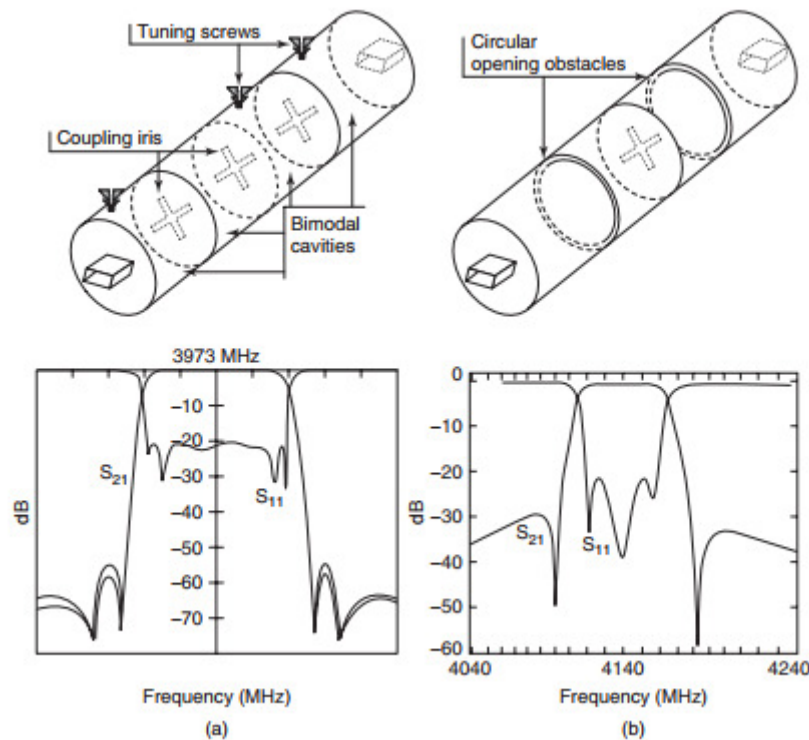 Tuning screws
Coupling iris
Bimodal
cavities
Circular
opening obstacles
3973 MHz
−10
−20
−30
−40
−50
−60
−70
dB
S21
S11
Frequency (MHz)
(a)
0
−10
−20
−30
−40
−50
−60
dB
S21
S11
4040
4140
4240
Frequency (MHz)
(b)